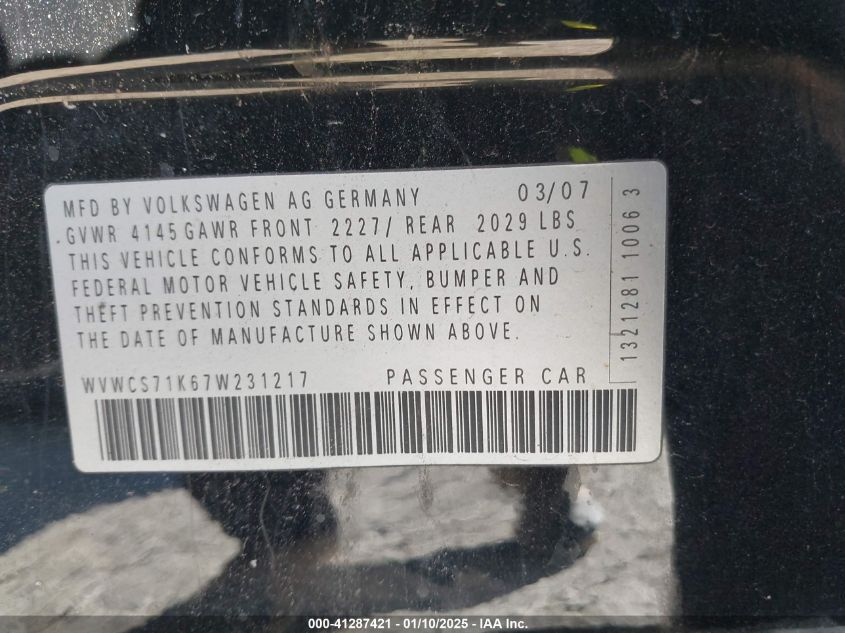 MFD BY VOLKSWAGEN AG GERMANY 03/07
GVWR 4145 GAWR FRONT 2227/ REAR 2029 LBS
THIS VEHICLE CONFORMS TO ALL APPLICABLE U.S.
FEDERAL MOTOR VEHICLE SAFETY, BUMPER AND
THEFT PREVENTION STANDARDS IN EFFECT ON
THE DATE OF MANUFACTURE SHOWN ABOVE.
WVWCS71K67W231217 PASSENGER CAR
1321281 1006 3
000-41287421 - 01/10/2025 - IAA Inc.